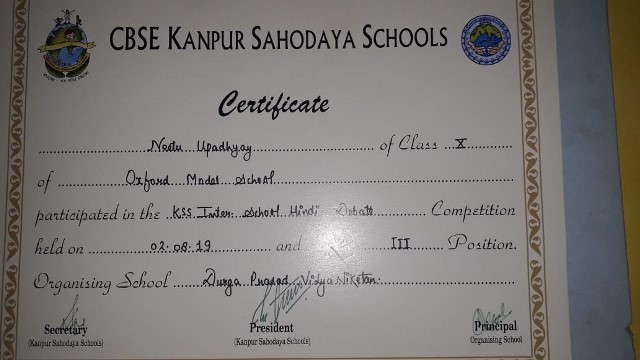 CBSE KANPUR SAHODAYA SCHOOLS
Certificate
Neetu Upadhyay of Class X
of Oxford Model School
participated in the KSS Inter School Hindi Debate Competition
held on 02.08.19 and III Position.
Organising School Durga Prasad Vidya Niketan.
Secretary President Principal
(Kanpur Sahodaya Schools) (Kanpur Sahodaya Schools) Organising School